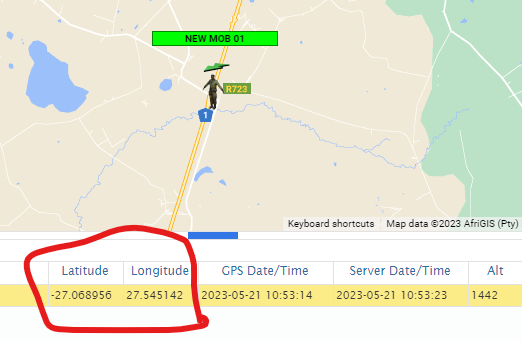 NEW MOB 01
R723
1
Keyboard shortcuts Map data ©2023 AfriGIS (Pty)
Latitude Longitude GPS Date/Time Server Date/Time Alt
-27.068956 27.545142 2023-05-21 10:53:14 2023-05-21 10:53:23 1442